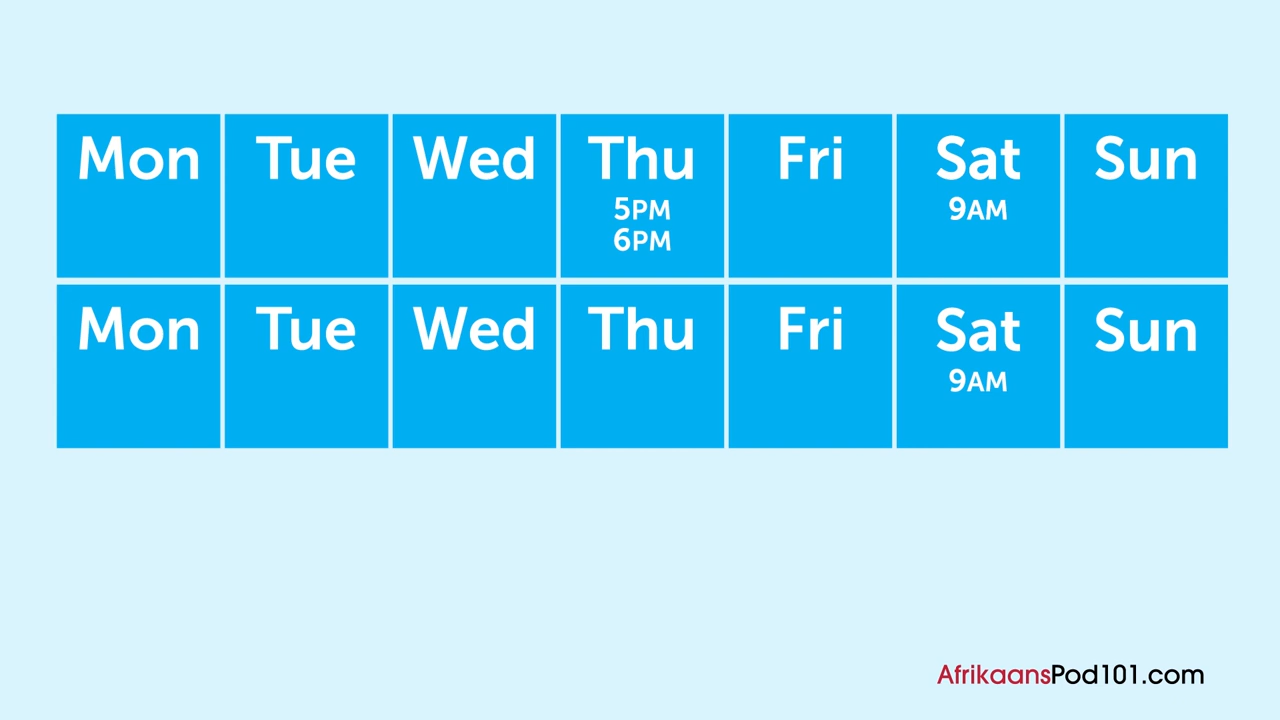 Mon Tue Wed Thu Fri Sat Sun
5PM 9AM
6PM
Mon Tue Wed Thu Fri Sat Sun
9AM
AfrikaansPod101.com